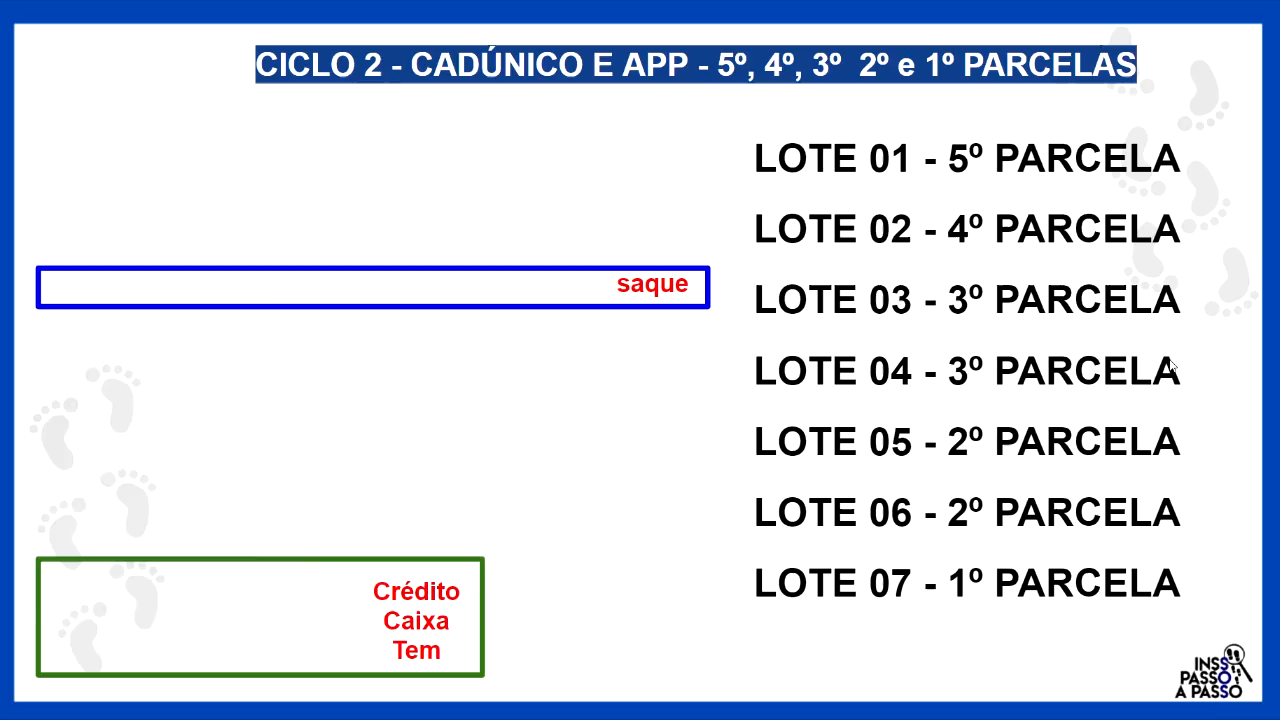 CICLO 2 - CADÚNICO E APP - 5º, 4º, 3º 2º e 1º PARCELAS
LOTE 01 - 5º PARCELA
LOTE 02 - 4º PARCELA
saque
LOTE 03 - 3º PARCELA
LOTE 04 - 3º PARCELA
LOTE 05 - 2º PARCELA
LOTE 06 - 2º PARCELA
LOTE 07 - 1º PARCELA
Crédito
Caixa
Tem
INSS
PASSO
A PASSO